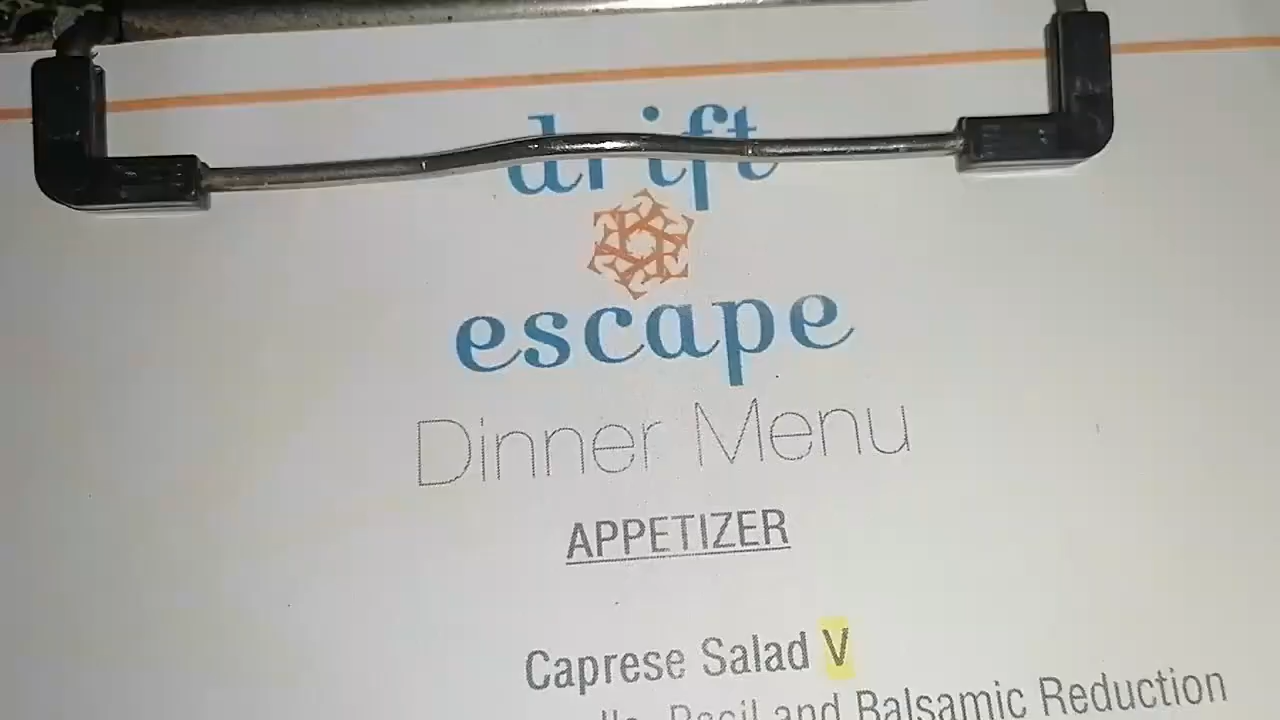 drift
escape
Dinner Menu
APPETIZER
Caprese Salad V
Basil and Balsamic Reduction